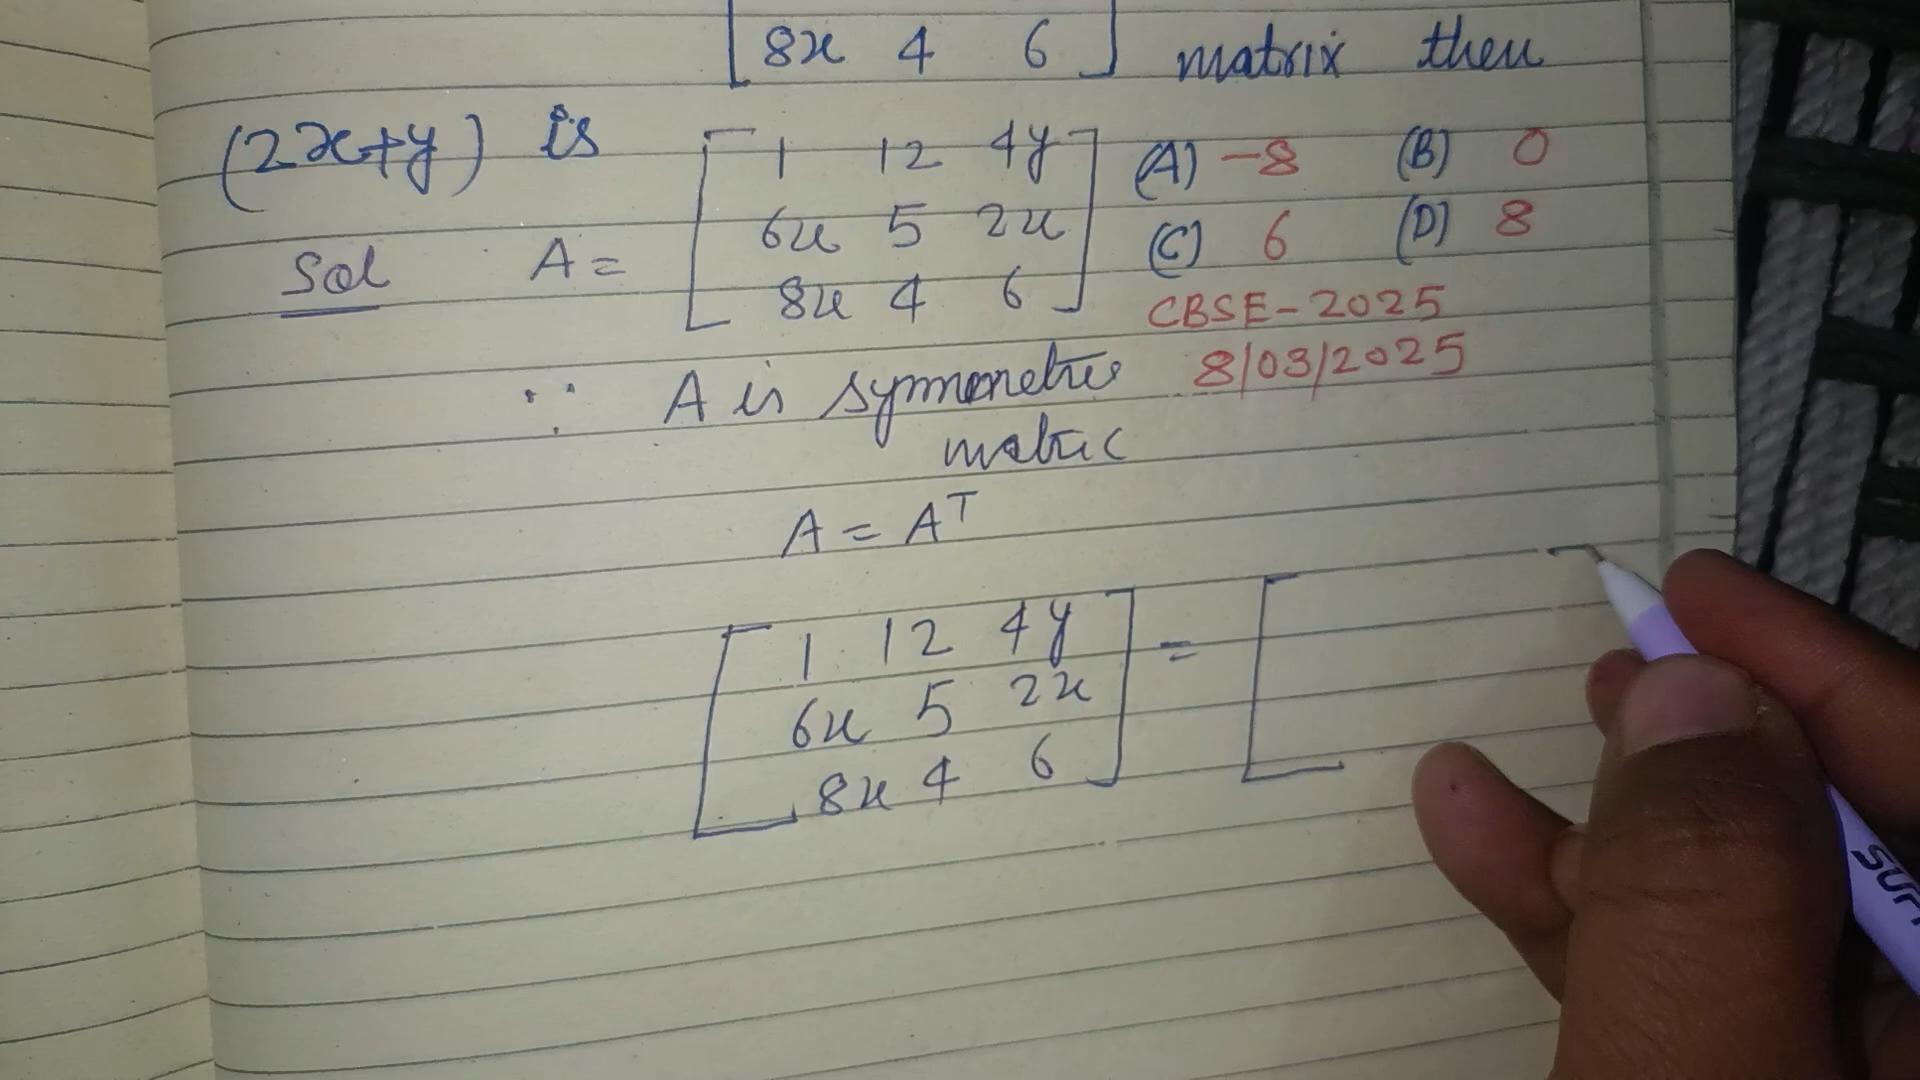 8x 4 6 matrix then
(2x+y) is
(A) -8 (B) 0
(C) 6 (D) 8
CBSE-2025
8/03/2025
Sol A =
1 12 4y
6x 5 2x
8x 4 6
∵ A is symmetric
matric
A = Aᵀ
1 12 4y =
6x 5 2x
8x 4 6